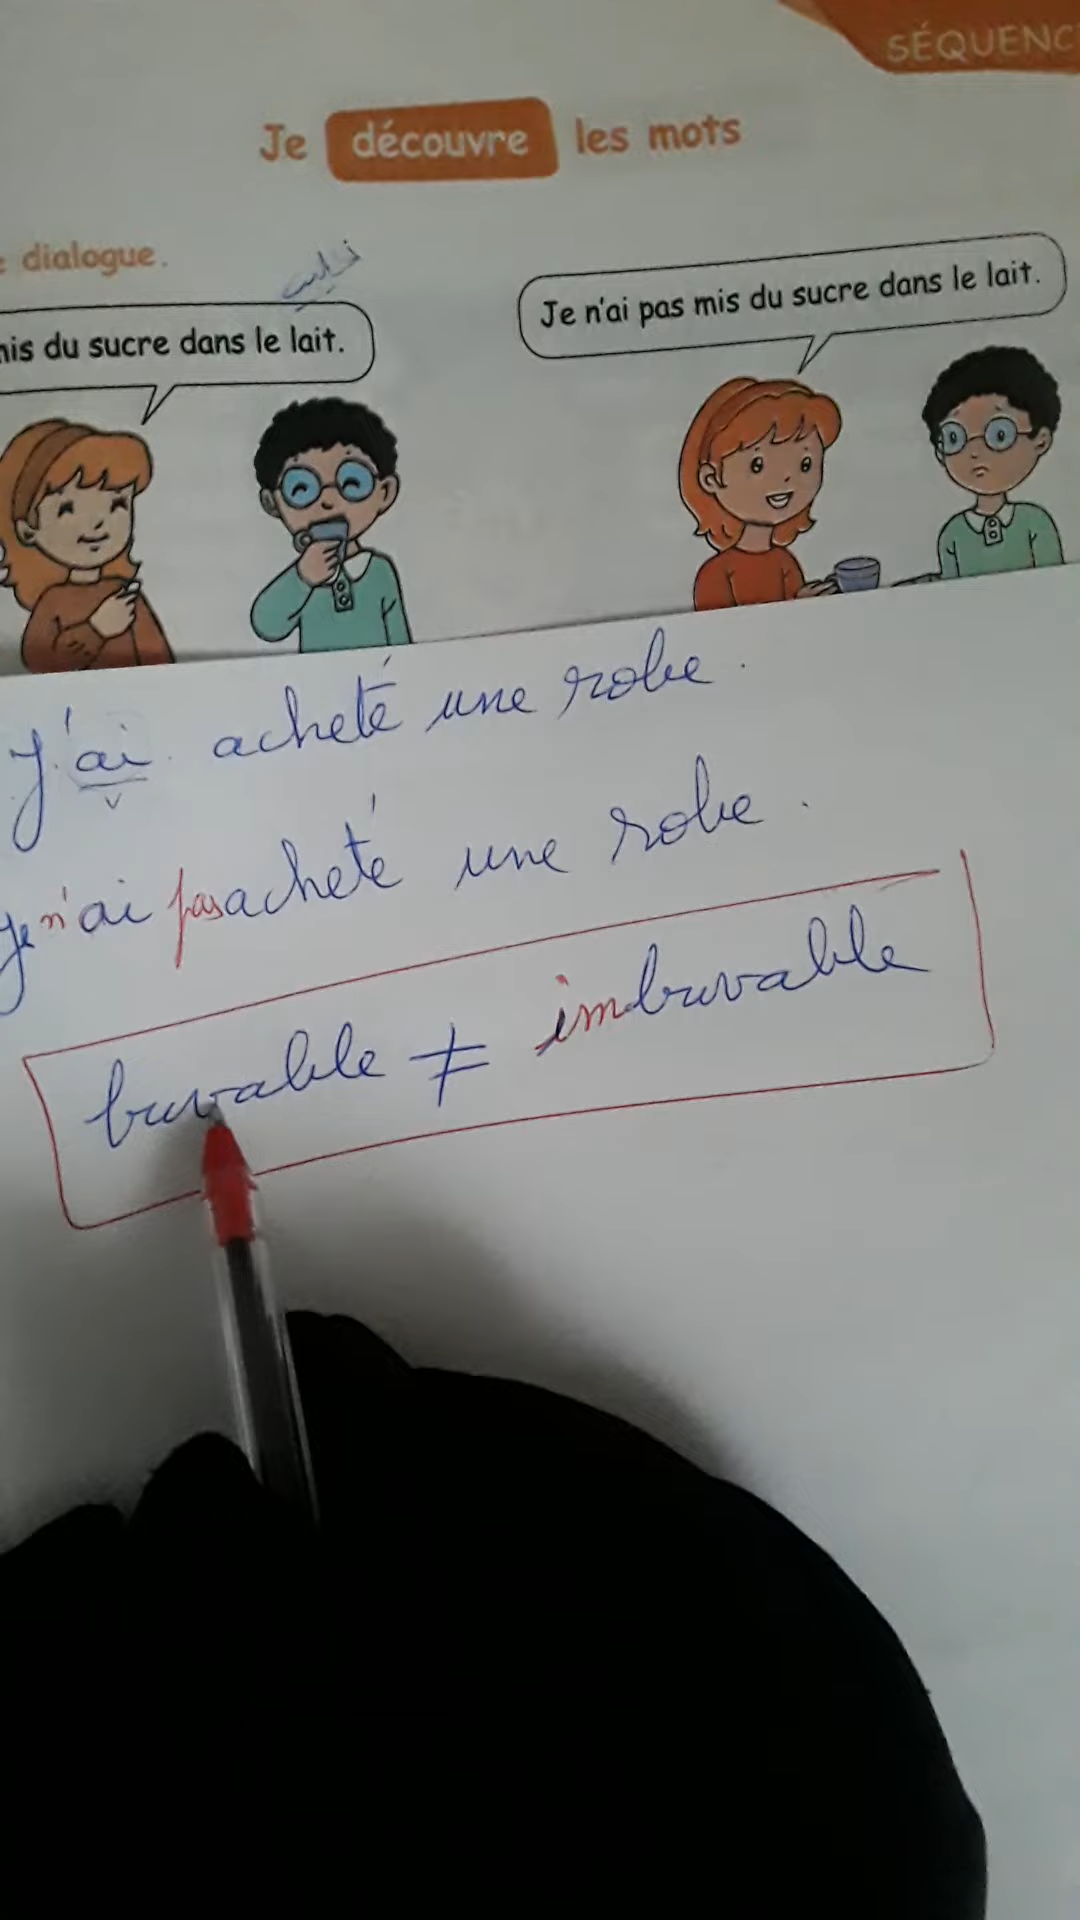 SÉQUENC
Je découvre les mots
e dialogue.
حليب
mis du sucre dans le lait.
Je n'ai pas mis du sucre dans le lait.
J'ai acheté une robe.
v
Je n'ai pas acheté une robe.
buvable ≠ imbuvable